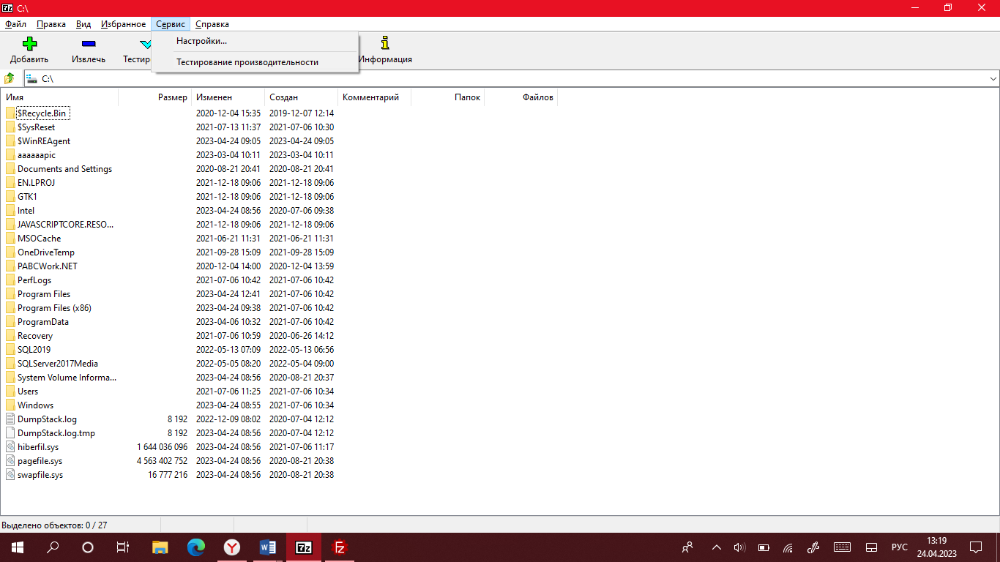 7z C:\
Файл Правка Вид Избранное Сервис Справка
Настройки...
Тестирование производительности
Добавить Извлечь Тестир Информация
C:\
Имя Размер Изменен Создан Комментарий Папок Файлов
$Recycle.Bin 2020-12-04 15:35 2019-12-07 12:14
$SysReset 2021-07-13 11:37 2021-07-06 10:30
$WinREAgent 2023-04-24 09:05 2023-04-24 09:05
aaaaaapic 2023-03-04 10:11 2023-03-04 10:11
Documents and Settings 2020-08-21 20:41 2020-08-21 20:41
EN.LPROJ 2021-12-18 09:06 2021-12-18 09:06
GTK1 2021-12-18 09:06 2021-12-18 09:06
Intel 2023-04-24 08:56 2020-07-06 09:38
JAVASCRIPTCORE.RESO... 2021-12-18 09:06 2021-12-18 09:06
MSOCache 2021-06-21 11:31 2021-06-21 11:31
OneDriveTemp 2021-09-28 15:09 2021-09-28 15:09
PABCWork.NET 2020-12-04 14:00 2020-12-04 13:59
PerfLogs 2021-07-06 10:42 2021-07-06 10:42
Program Files 2023-04-24 12:41 2021-07-06 10:42
Program Files (x86) 2023-04-24 09:38 2021-07-06 10:42
ProgramData 2023-04-06 10:32 2021-07-06 10:42
Recovery 2021-07-06 10:59 2020-06-26 14:12
SQL2019 2022-05-13 07:09 2022-05-13 06:56
SQLServer2017Media 2022-05-05 08:20 2022-05-04 09:00
System Volume Informa... 2023-04-24 08:56 2020-08-21 20:37
Users 2021-07-06 11:25 2021-07-06 10:34
Windows 2023-04-24 08:55 2021-07-06 10:34
DumpStack.log 8 192 2022-12-09 08:02 2020-07-04 12:12
DumpStack.log.tmp 8 192 2023-04-24 08:56 2020-07-04 12:12
hiberfil.sys 1 644 036 096 2023-04-24 08:56 2021-07-06 11:17
pagefile.sys 4 563 402 752 2023-04-24 08:56 2020-08-21 20:38
swapfile.sys 16 777 216 2023-04-24 08:56 2020-08-21 20:38
Выделено объектов: 0 / 27
7z РУС 13:19
24.04.2023